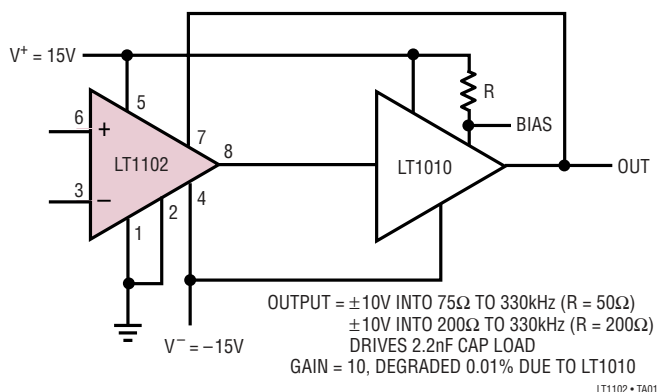 V+ = 15V
5
R
6
+
7
BIAS
LT1102
8
LT1010
OUT
3
–
2
4
1
OUTPUT = ±10V INTO 75Ω TO 330kHz (R = 50Ω)
±10V INTO 200Ω TO 330kHz (R = 200Ω)
DRIVES 2.2nF CAP LOAD
V– = –15V
GAIN = 10, DEGRADED 0.01% DUE TO LT1010
LT1102 • TA01